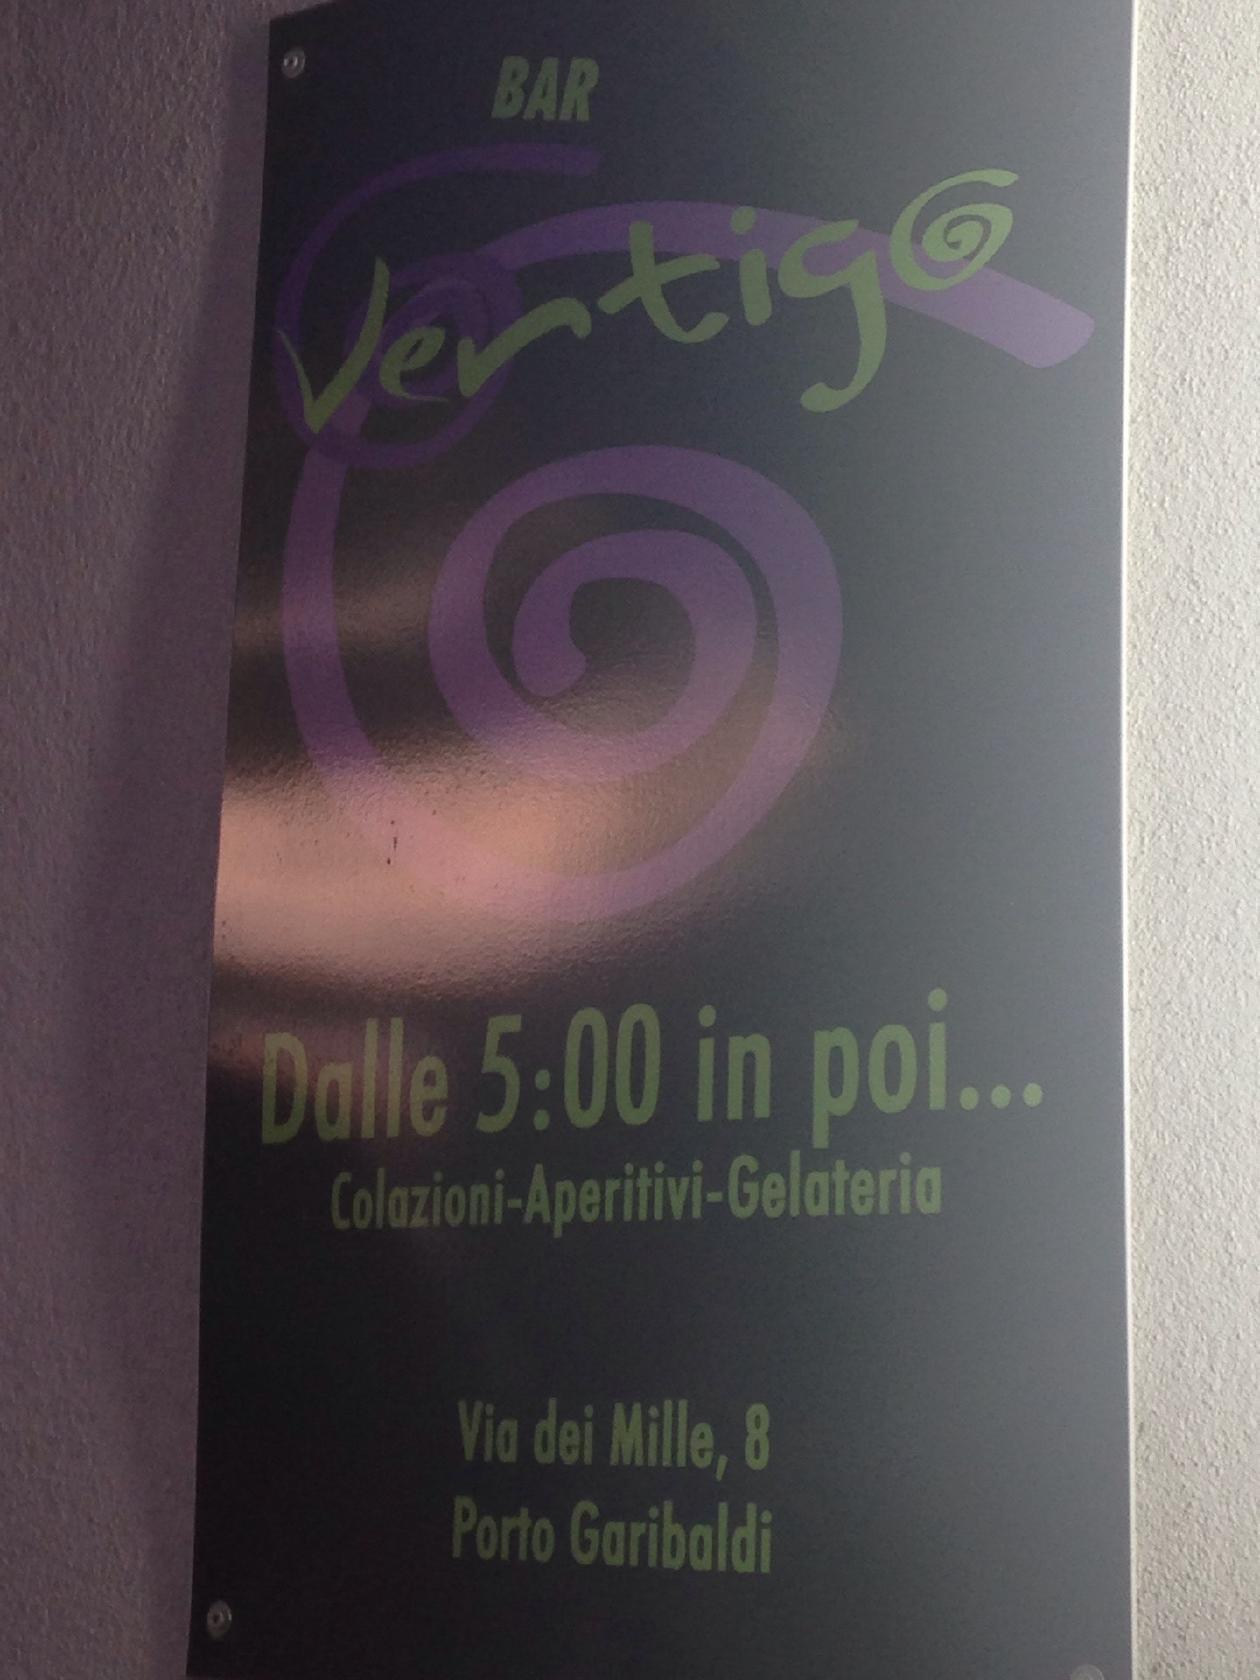 BAR
Vertigo
Dalle 5:00 in poi...
Colazioni-Aperitivi-Gelateria
Via dei Mille, 8
Porto Garibaldi